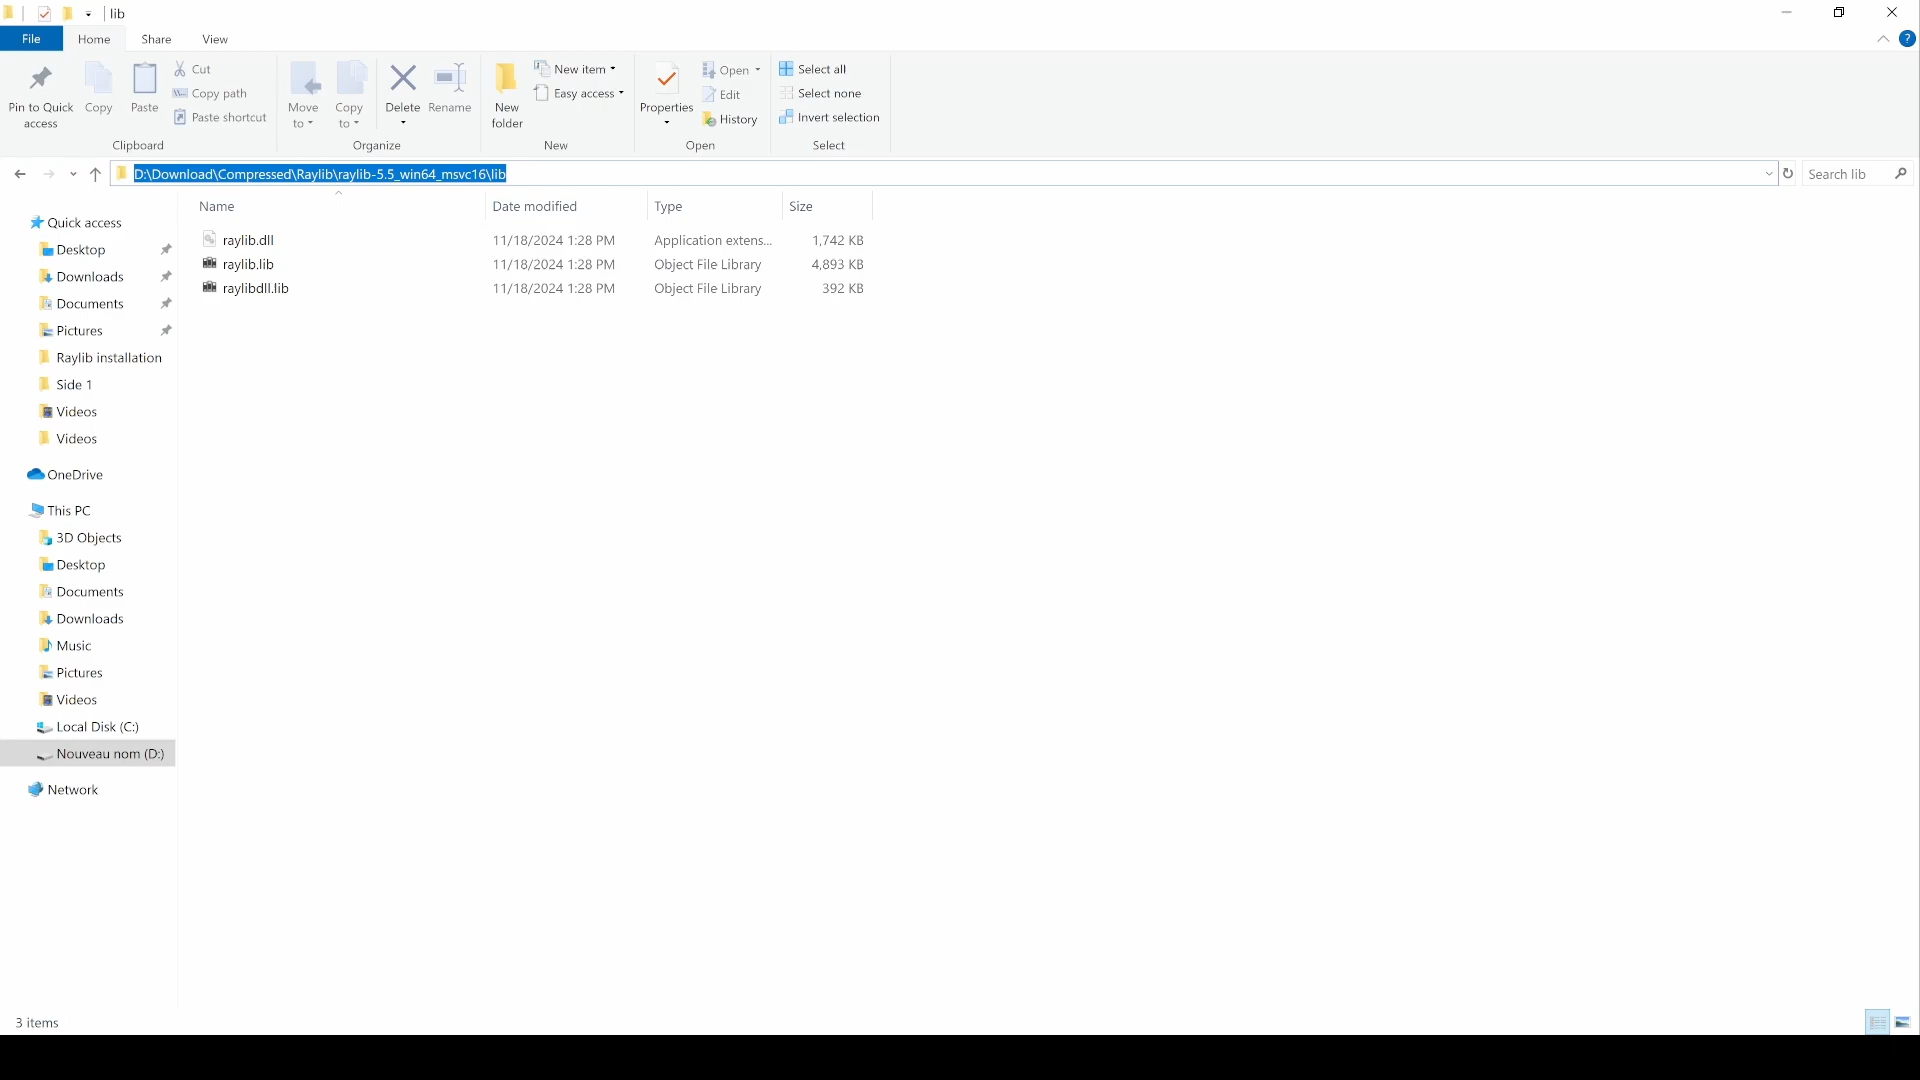 lib
File Home Share View ?
Pin to Quick access
Copy
Paste
Cut
Copy path
Paste shortcut
Clipboard
Move to
Copy to
Delete
Rename
Organize
New folder
New item
Easy access
New
Properties
Open
Edit
History
Open
Select all
Select none
Invert selection
Select
D:\Download\Compressed\Raylib\raylib-5.5_win64_msvc16\lib
Search lib
Name Date modified Type Size
raylib.dll 11/18/2024 1:28 PM Application extens... 1,742 KB
raylib.lib 11/18/2024 1:28 PM Object File Library 4,893 KB
raylibdll.lib 11/18/2024 1:28 PM Object File Library 392 KB
Quick access
Desktop
Downloads
Documents
Pictures
Raylib installation
Side 1
Videos
Videos
OneDrive
This PC
3D Objects
Desktop
Documents
Downloads
Music
Pictures
Videos
Local Disk (C:)
Nouveau nom (D:)
Network
3 items